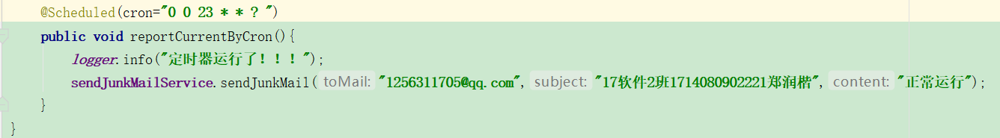 @Scheduled(cron="0 0 23 * * ? ")
public void reportCurrentByCron(){
logger.info("定时器运行了!!!");
sendJunkMailService.sendJunkMail( toMail: "1256311705@qq.com", subject: "17软件2班1714080902221郑润楷", content: "正常运行");
}
}